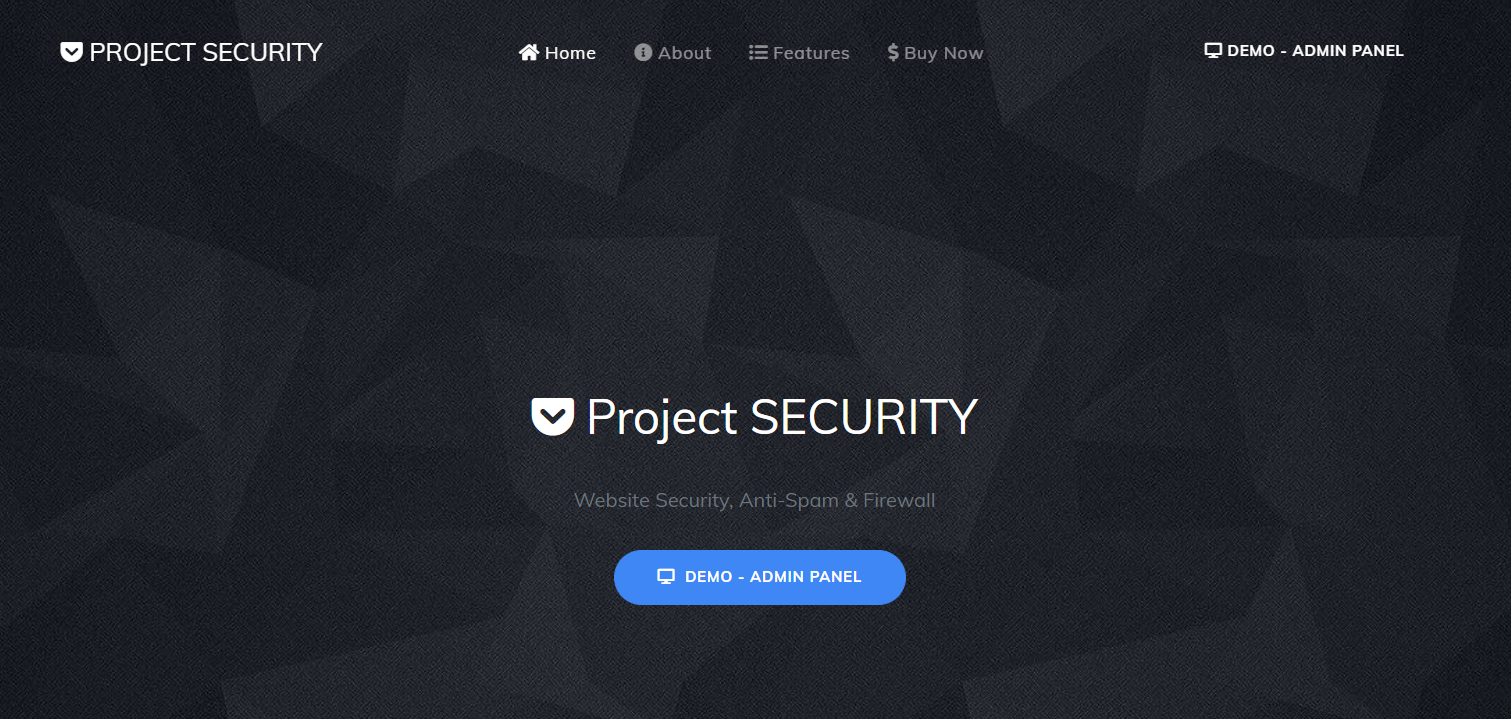 PROJECT SECURITY
Home About Features Buy Now
DEMO - ADMIN PANEL
Project SECURITY
Website Security, Anti-Spam & Firewall
DEMO - ADMIN PANEL